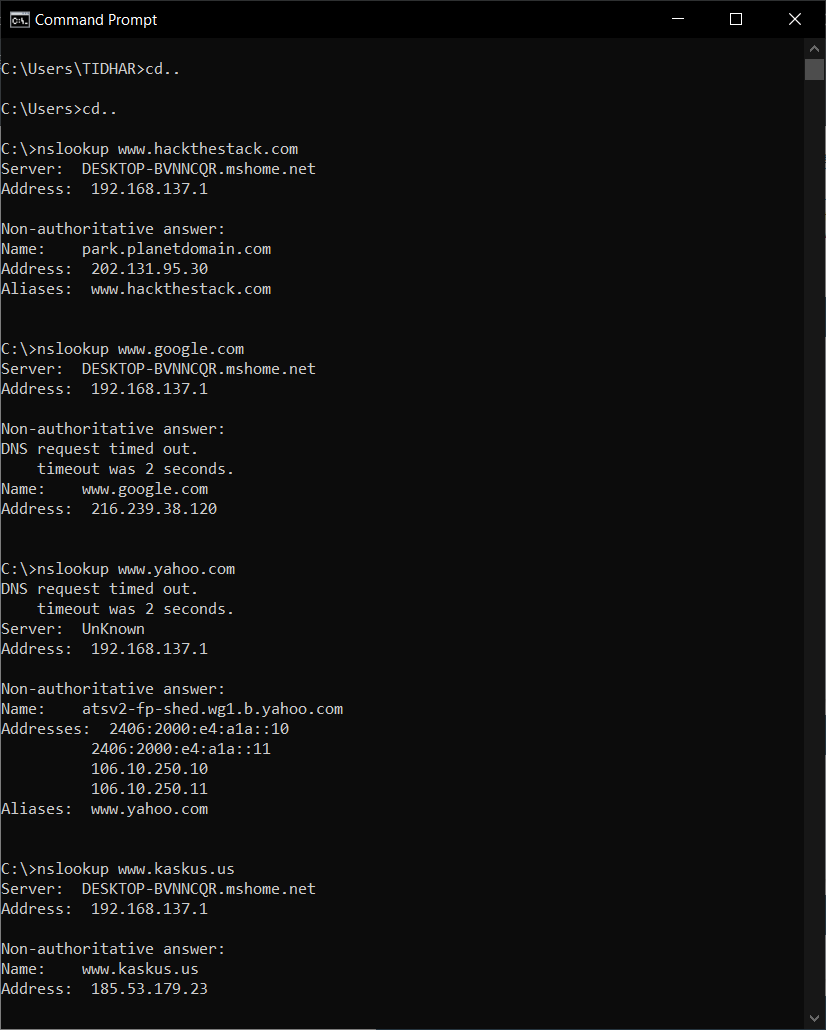 Command Prompt
C:\Users\TIDHAR>cd..
C:\Users>cd..
C:\>nslookup www.hackthestack.com
Server:  DESKTOP-BVNNCQR.mshome.net
Address:  192.168.137.1
Non-authoritative answer:
Name:    park.planetdomain.com
Address:  202.131.95.30
Aliases:  www.hackthestack.com
C:\>nslookup www.google.com
Server:  DESKTOP-BVNNCQR.mshome.net
Address:  192.168.137.1
Non-authoritative answer:
DNS request timed out.
    timeout was 2 seconds.
Name:    www.google.com
Address:  216.239.38.120
C:\>nslookup www.yahoo.com
DNS request timed out.
    timeout was 2 seconds.
Server:  UnKnown
Address:  192.168.137.1
Non-authoritative answer:
Name:    atsv2-fp-shed.wg1.b.yahoo.com
Addresses:  2406:2000:e4:a1a::10
          2406:2000:e4:a1a::11
          106.10.250.10
          106.10.250.11
Aliases:  www.yahoo.com
C:\>nslookup www.kaskus.us
Server:  DESKTOP-BVNNCQR.mshome.net
Address:  192.168.137.1
Non-authoritative answer:
Name:    www.kaskus.us
Address:  185.53.179.23